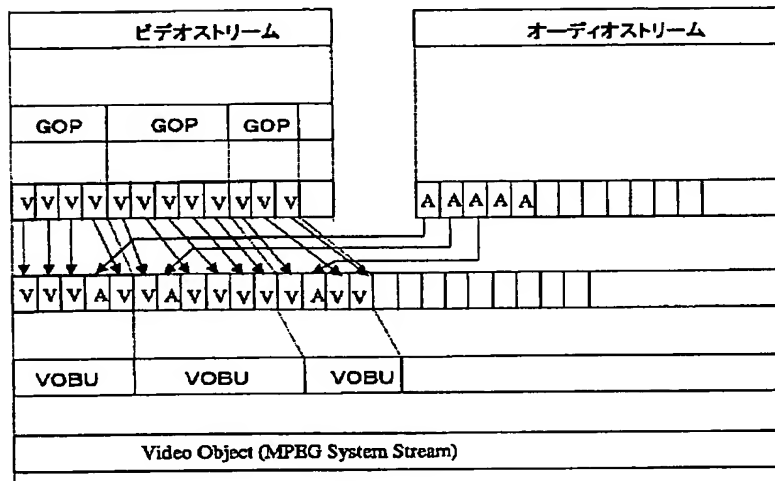 ビデオストリーム
オーディオストリーム
GOP GOP GOP
V V V V V V V V V V V V
A A A A A
V V V A V V A V V V V V A V V
VOBU VOBU VOBU
Video Object (MPEG System Stream)